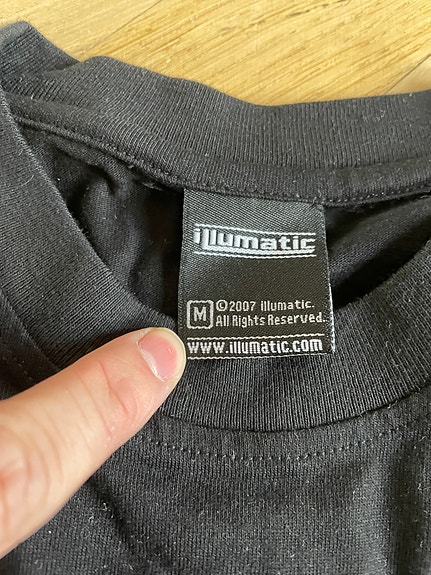 illumatic
M ©2007 illumatic.
All Rights Reserved.
www.illumatic.com